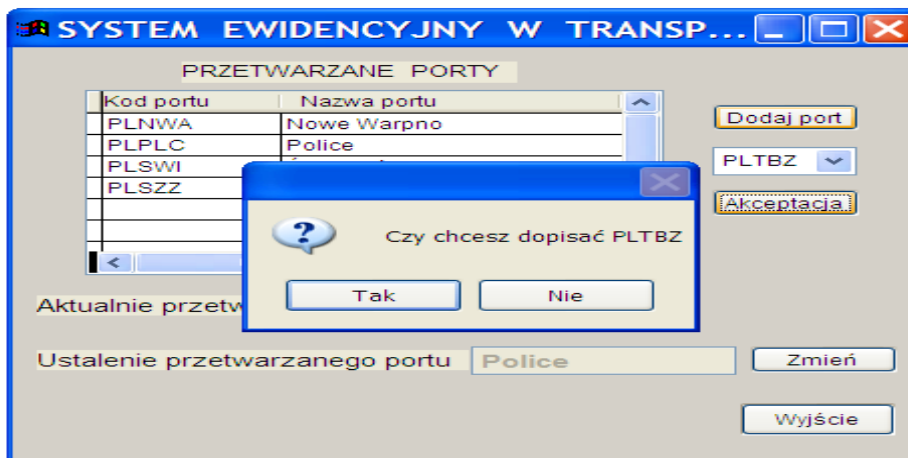 SYSTEM EWIDENCYJNY W TRANSP...
PRZETWARZANE PORTY
Kod portu Nazwa portu
PLNWA Nowe Warpno
PLPLC Police
PLSWI
PLSZZ
Dodaj port
PLTBZ
Akceptacja
Czy chcesz dopisać PLTBZ
Tak Nie
Aktualnie przetw
Ustalenie przetwarzanego portu Police Zmień
Wyjście